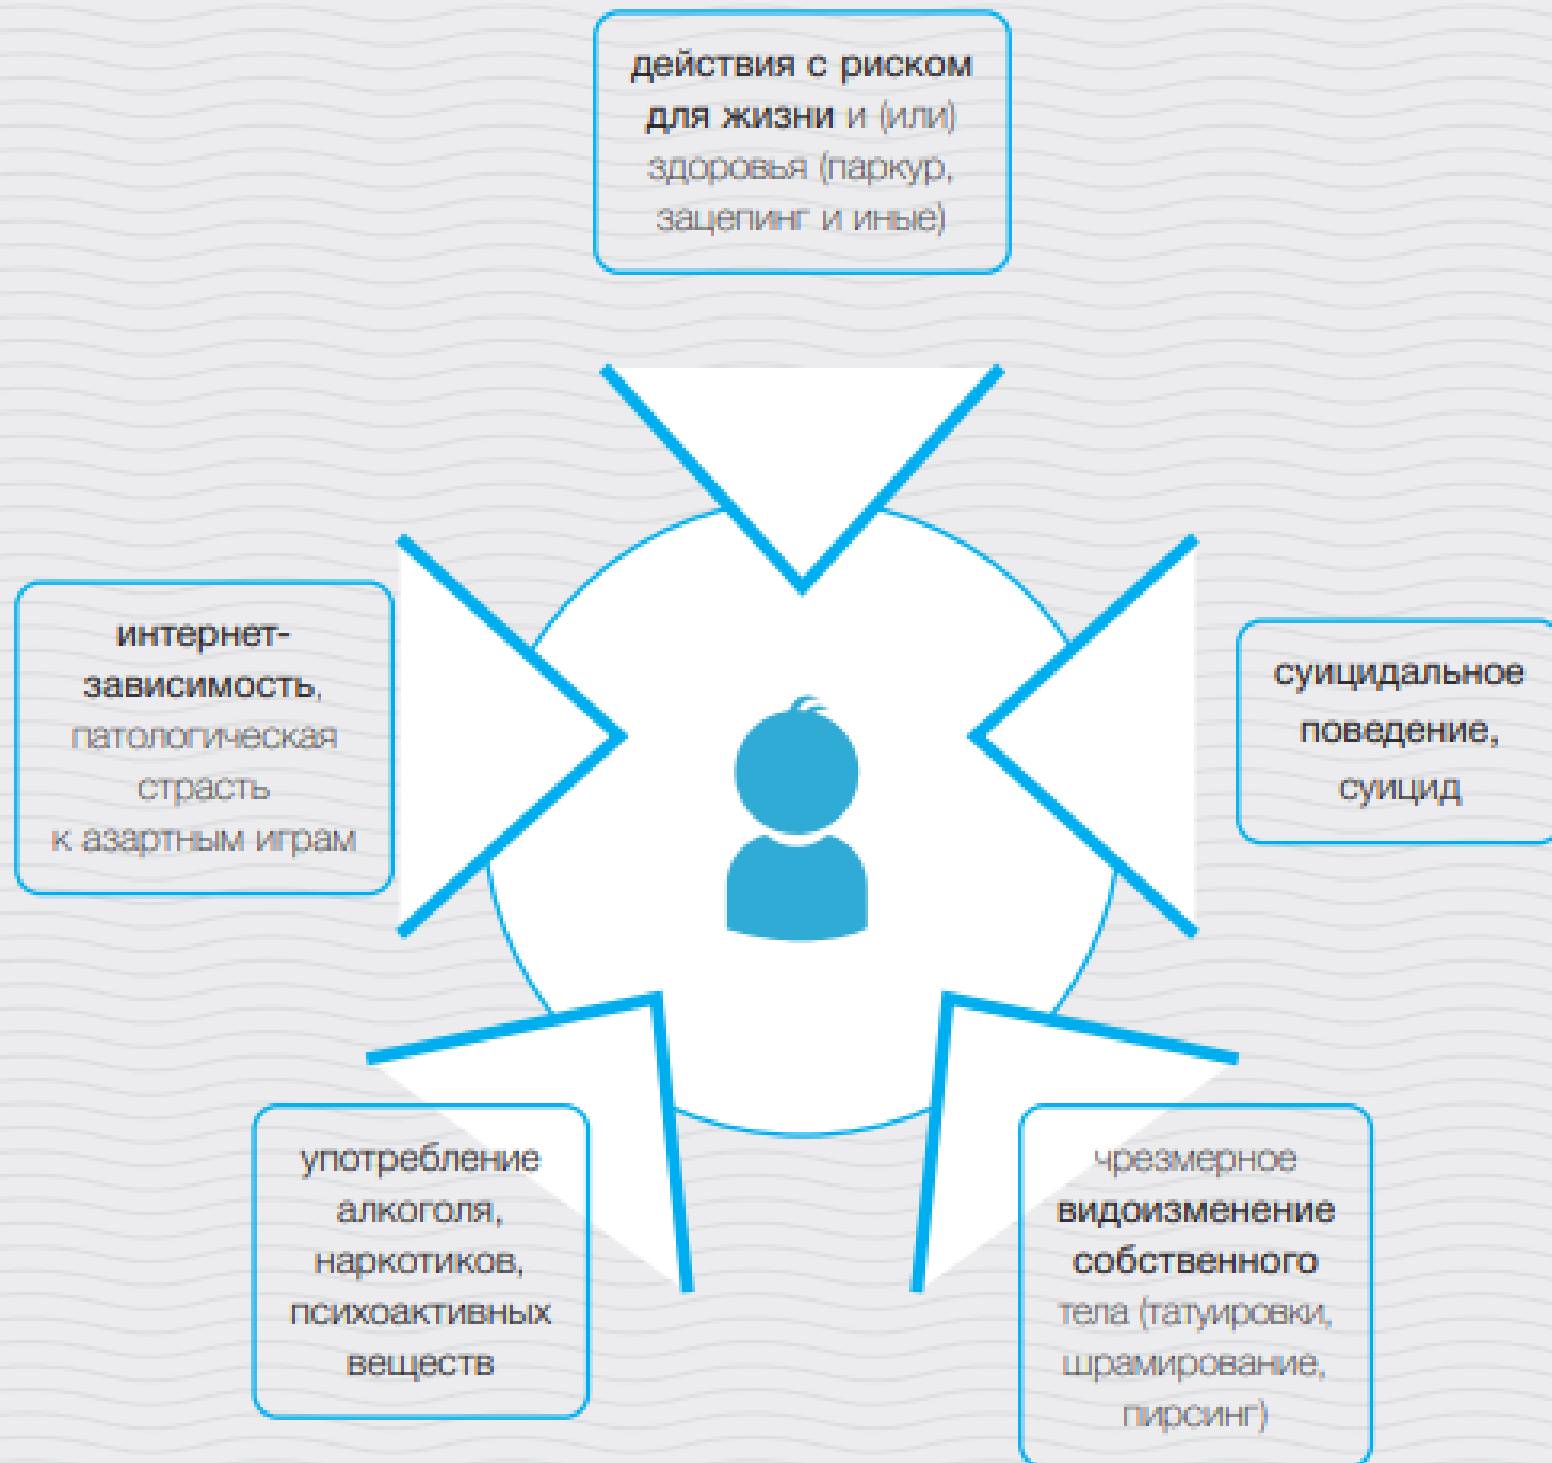 действия с риском
для жизни и (или)
здоровья (паркур,
зацепинг и иные)
интернет-
зависимость,
патологическая
страсть
к азартным играм
суицидальное
поведение,
суицид
употребление
алкоголя,
наркотиков,
психоактивных
веществ
чрезмерное
видоизменение
собственного
тела (татуировки,
шрамирование,
пирсинг)